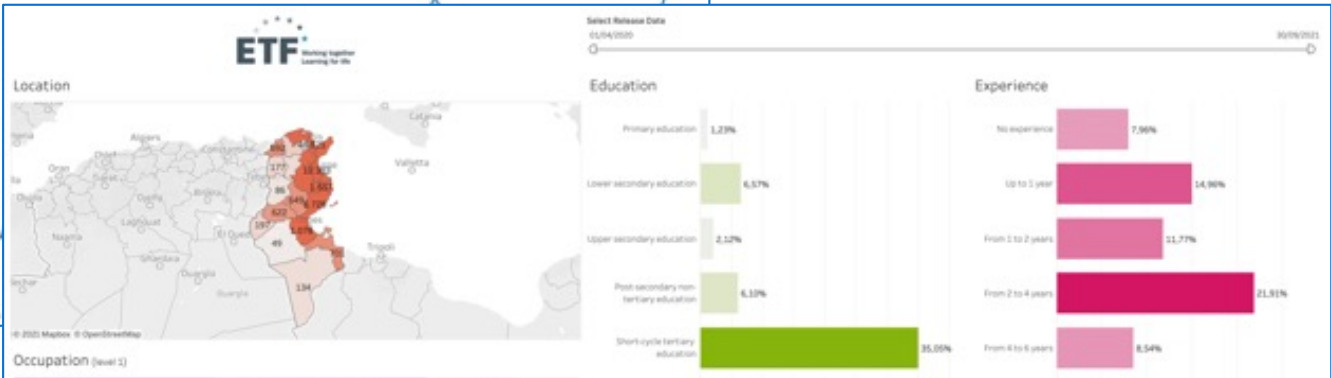 ETF
Working together
Learning for life
Select Release Date
01/04/2020
30/09/2021
Location
Catania
Algiers
Constantine
Oran
Valletta
177
86
Djelfa
Biskra
622
Laghouat
197
El Oued
49
Naama
Tripoli
Ghardaia
Ouargla
Ouargla
134
© 2021 Mapbox © OpenStreetMap
Occupation (level 1)
Education
Primary education
1,23%
Lower secondary education
6,57%
Upper secondary education
2,12%
Post-secondary non-
tertiary education
6,10%
Short-cycle tertiary
education
35,05%
Experience
No experience
7,96%
Up to 1 year
14,96%
From 1 to 2 years
11,77%
From 2 to 4 years
21,91%
From 4 to 6 years
8,54%